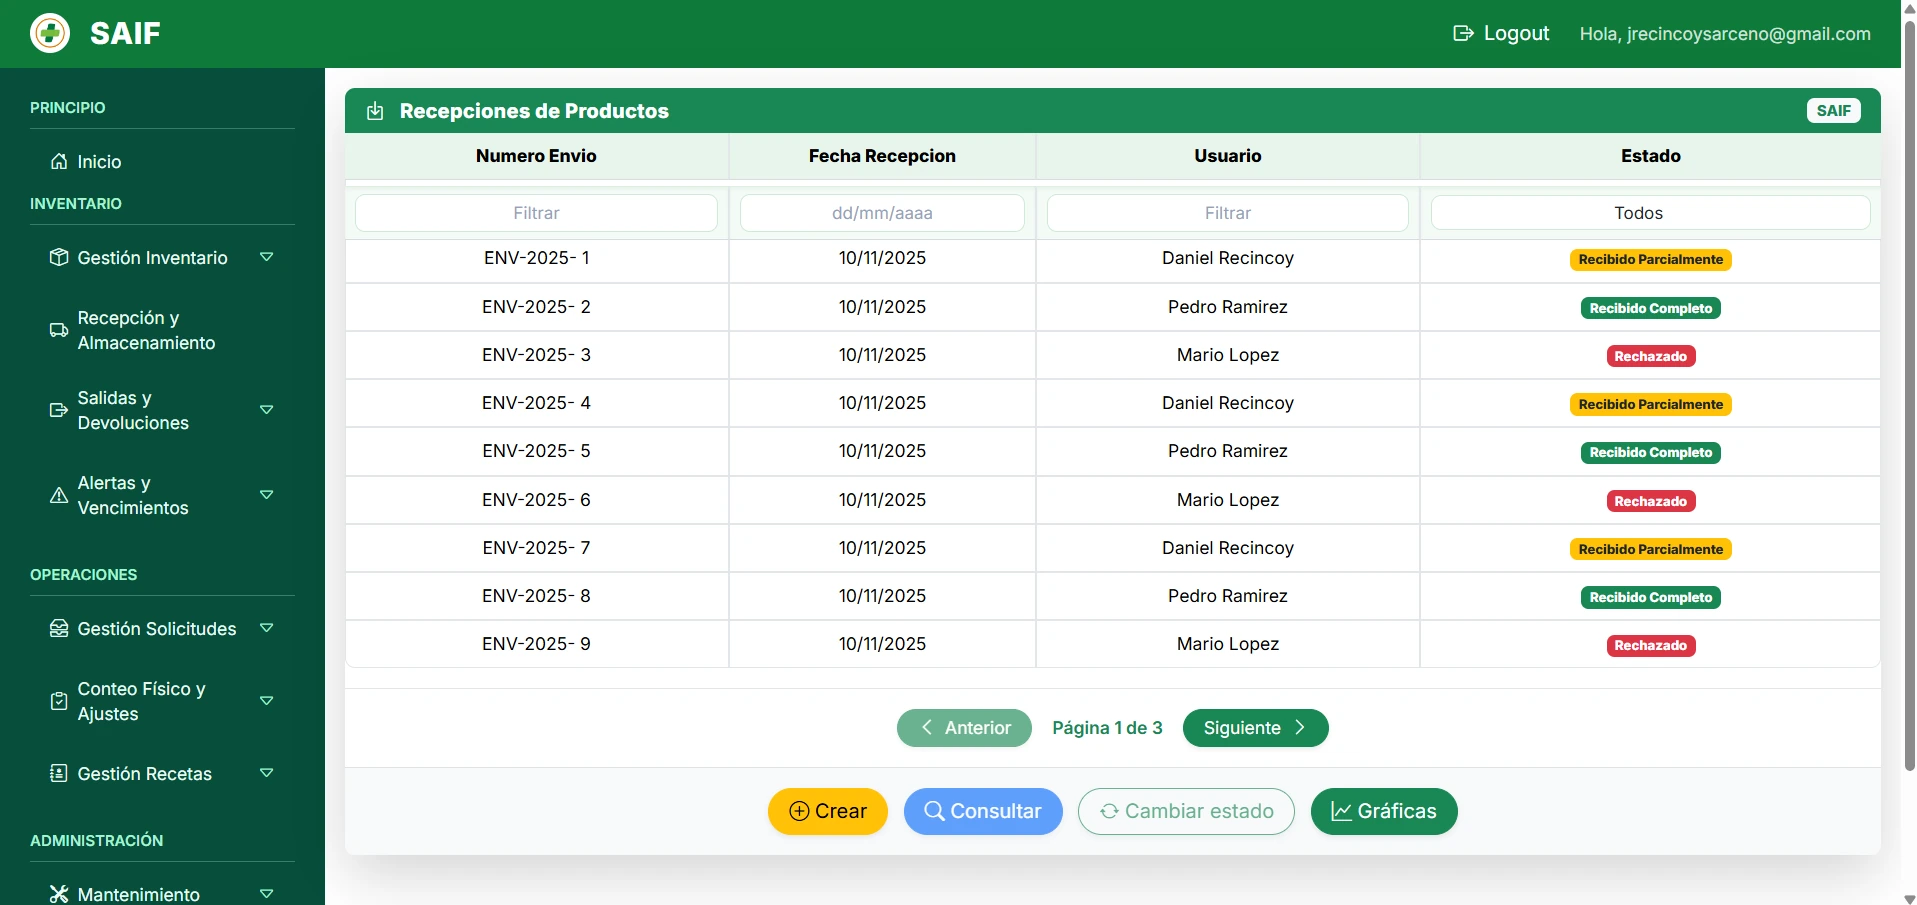 SAIF
Logout
Hola, jrecincoysarceno@gmail.com
PRINCIPIO
Inicio
INVENTARIO
Gestión Inventario
Recepción y
Almacenamiento
Salidas y
Devoluciones
Alertas y
Vencimientos
OPERACIONES
Gestión Solicitudes
Conteo Físico y
Ajustes
Gestión Recetas
ADMINISTRACIÓN
Mantenimiento
Recepciones de Productos
SAIF
Numero Envio Fecha Recepcion Usuario Estado
Filtrar dd/mm/aaaa Filtrar Todos
ENV-2025- 1 10/11/2025 Daniel Recincoy Recibido Parcialmente
ENV-2025- 2 10/11/2025 Pedro Ramirez Recibido Completo
ENV-2025- 3 10/11/2025 Mario Lopez Rechazado
ENV-2025- 4 10/11/2025 Daniel Recincoy Recibido Parcialmente
ENV-2025- 5 10/11/2025 Pedro Ramirez Recibido Completo
ENV-2025- 6 10/11/2025 Mario Lopez Rechazado
ENV-2025- 7 10/11/2025 Daniel Recincoy Recibido Parcialmente
ENV-2025- 8 10/11/2025 Pedro Ramirez Recibido Completo
ENV-2025- 9 10/11/2025 Mario Lopez Rechazado
Anterior Página 1 de 3 Siguiente
Crear Consultar Cambiar estado Gráficas